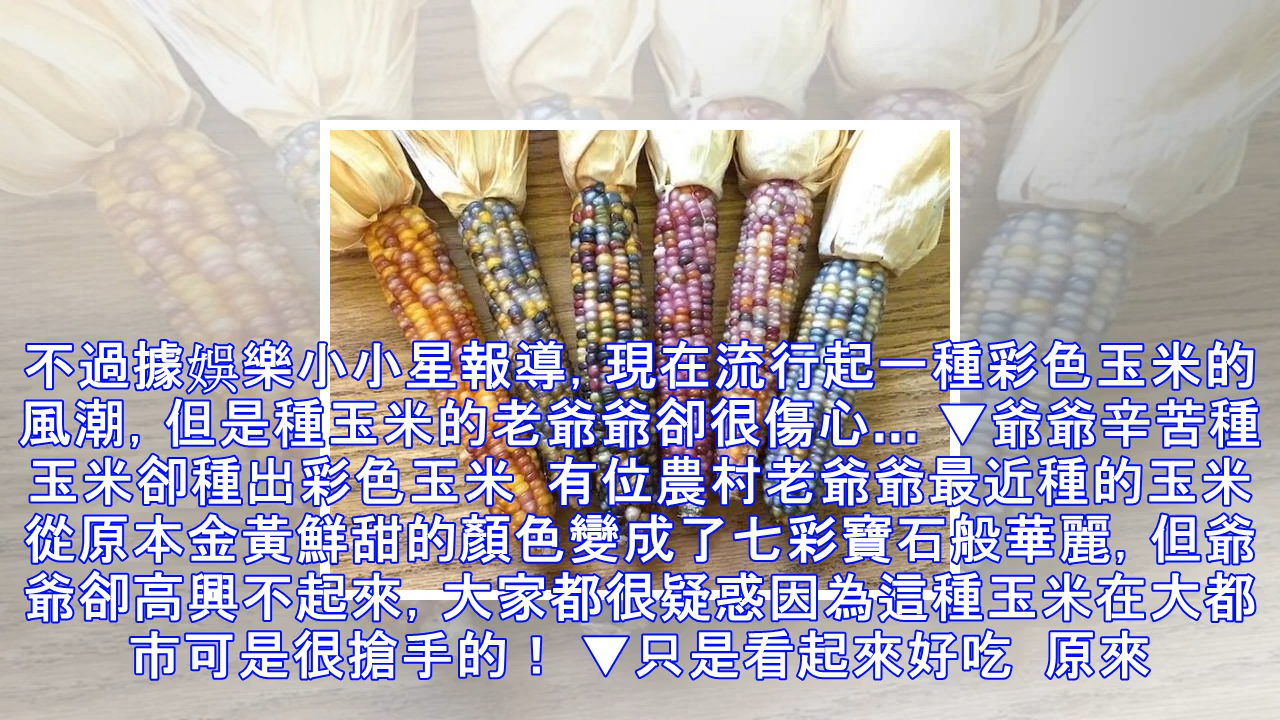 不過據娛樂小小星報導, 現在流行起一種彩色玉米的
風潮, 但是種玉米的老爺爺卻很傷心... ▼爺爺辛苦種
玉米卻種出彩色玉米 有位農村老爺爺最近種的玉米
從原本金黃鮮甜的顏色變成了七彩寶石般華麗, 但爺
爺卻高興不起來, 大家都很疑惑因為這種玉米在大都
市可是很搶手的! ▼只是看起來好吃 原來